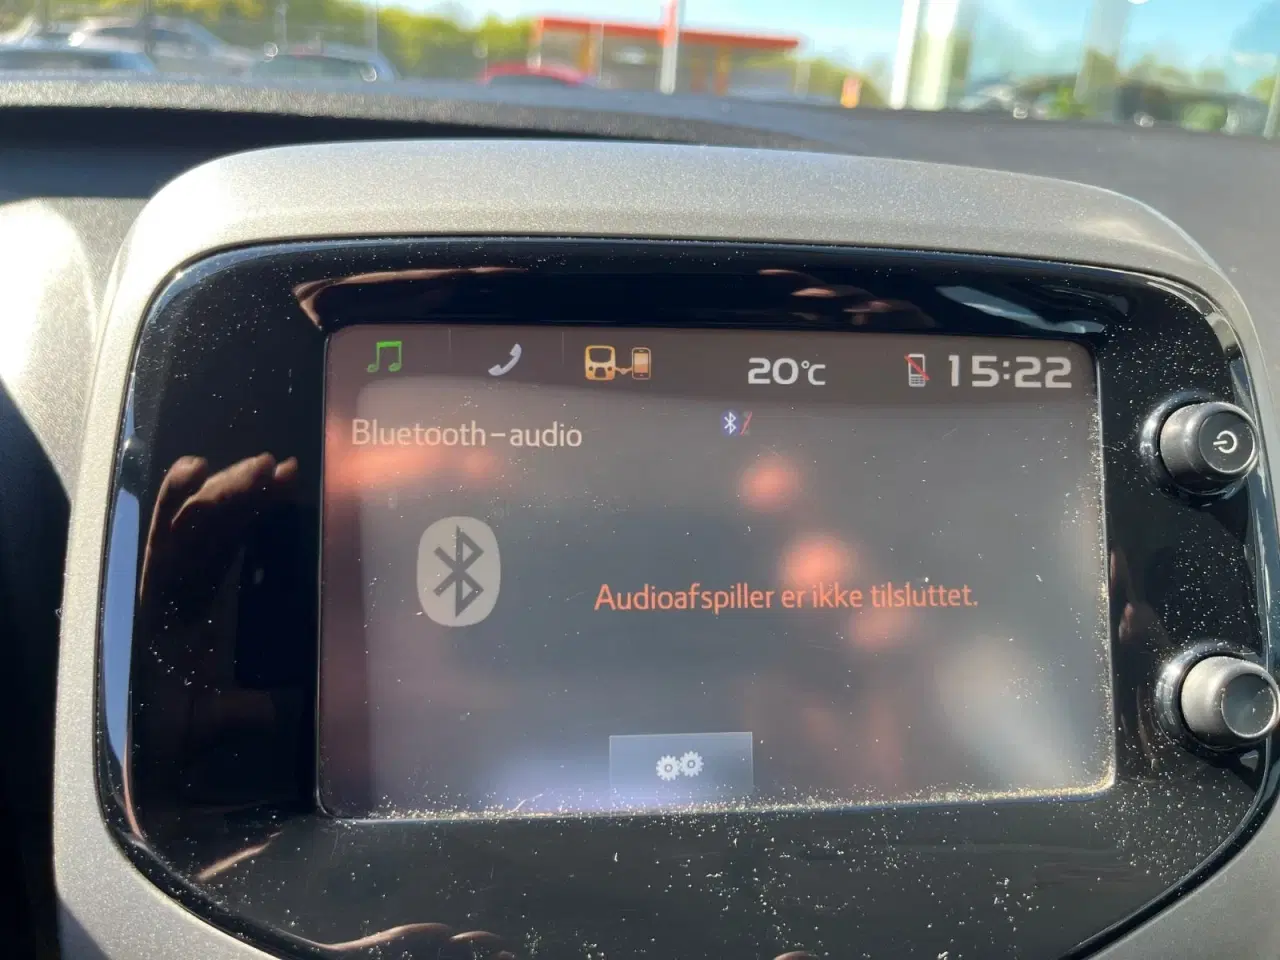 20°C
15:22
Bluetooth-audio
Audioafspiller er ikke tilsluttet.